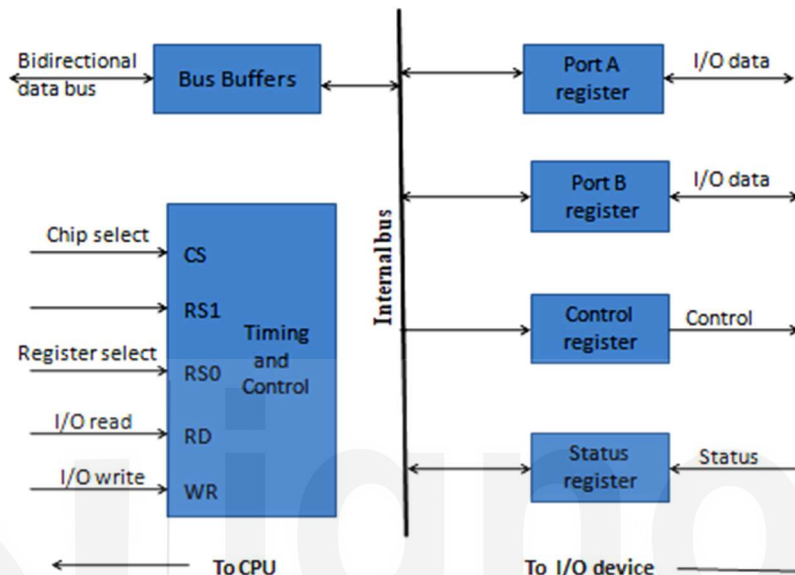 Bidirectional
data bus
Bus Buffers
Port A
register
I/O data
Port B
register
I/O data
Internal bus
Chip select
CS
RS1
Timing
and
Control
Register select
RS0
I/O read
RD
I/O write
WR
Control
register
Control
Status
register
Status
To CPU
To I/O device
igno